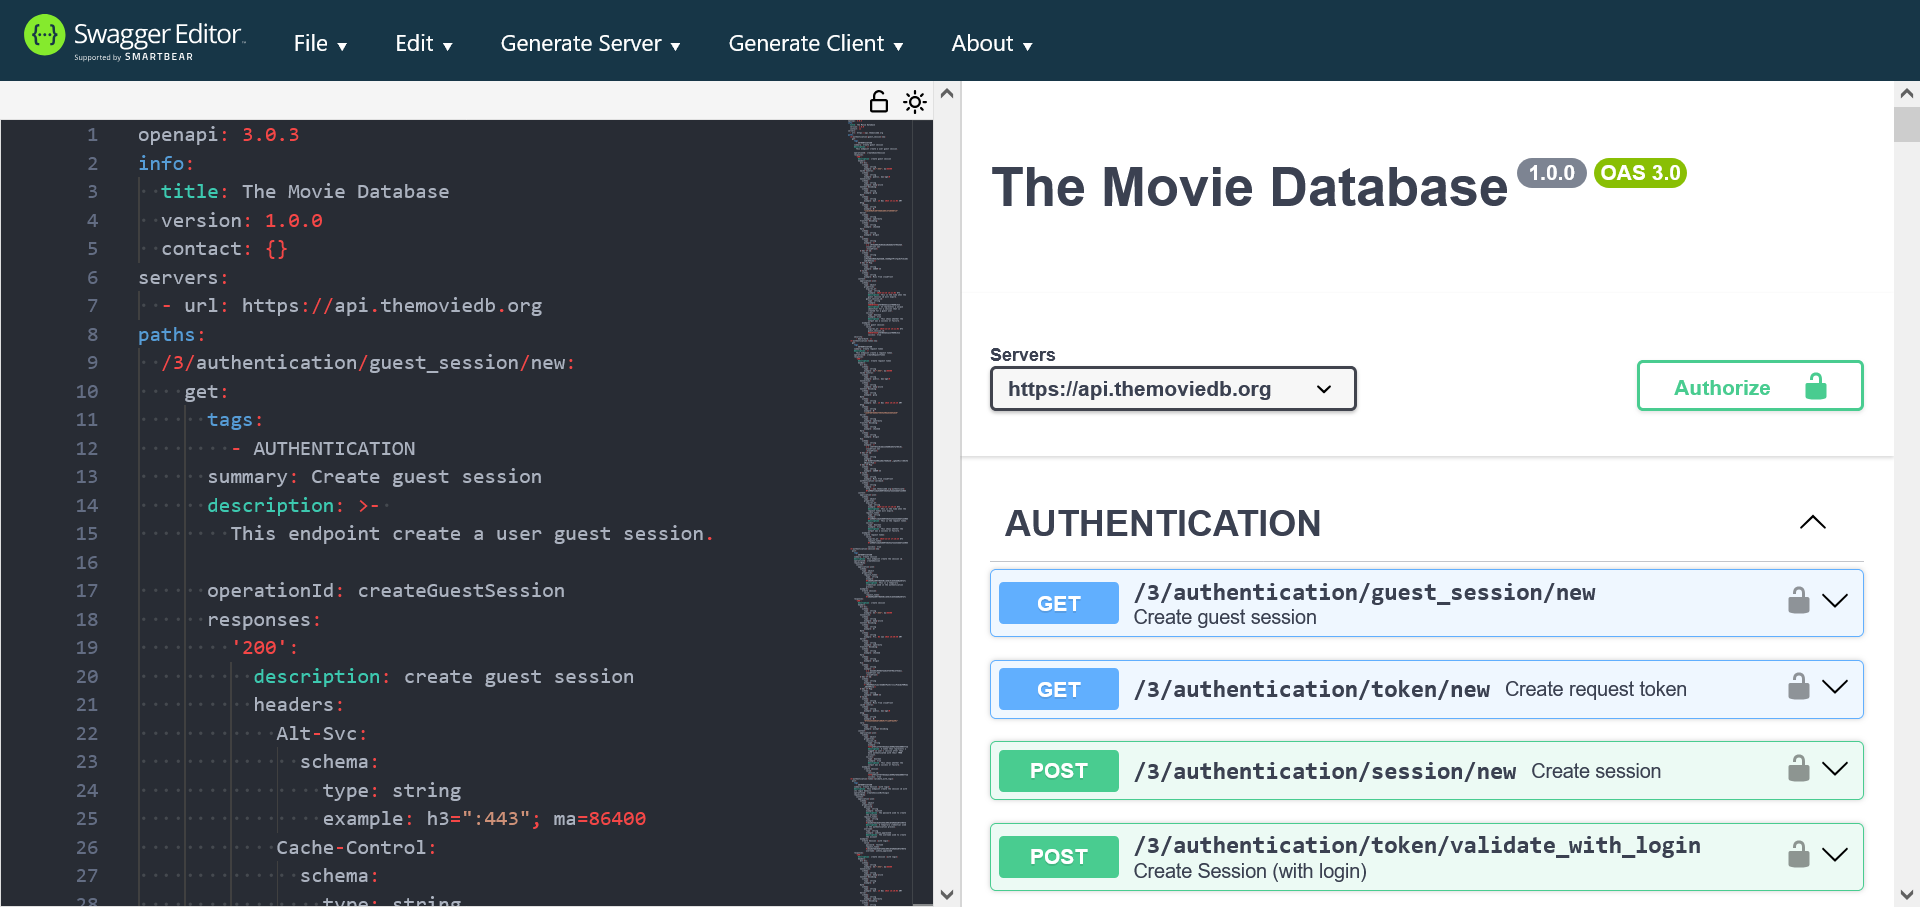 Swagger Editor
Supported by SMARTBEAR
File ▼ Edit ▼ Generate Server ▼ Generate Client ▼ About ▼
1 openapi: 3.0.3
2 info:
3 title: The Movie Database
4 version: 1.0.0
5 contact: {}
6 servers:
7 - url: https://api.themoviedb.org
8 paths:
9 /3/authentication/guest_session/new:
10 get:
11 tags:
12 - AUTHENTICATION
13 summary: Create guest session
14 description: >-
15 This endpoint create a user guest session.
16
17 operationId: createGuestSession
18 responses:
19 '200':
20 description: create guest session
21 headers:
22 Alt-Svc:
23 schema:
24 type: string
25 example: h3=":443"; ma=86400
26 Cache-Control:
27 schema:
28 type: string
The Movie Database 1.0.0 OAS 3.0
Servers
https://api.themoviedb.org
Authorize
AUTHENTICATION
GET /3/authentication/guest_session/new
Create guest session
GET /3/authentication/token/new Create request token
POST /3/authentication/session/new Create session
POST /3/authentication/token/validate_with_login
Create Session (with login)